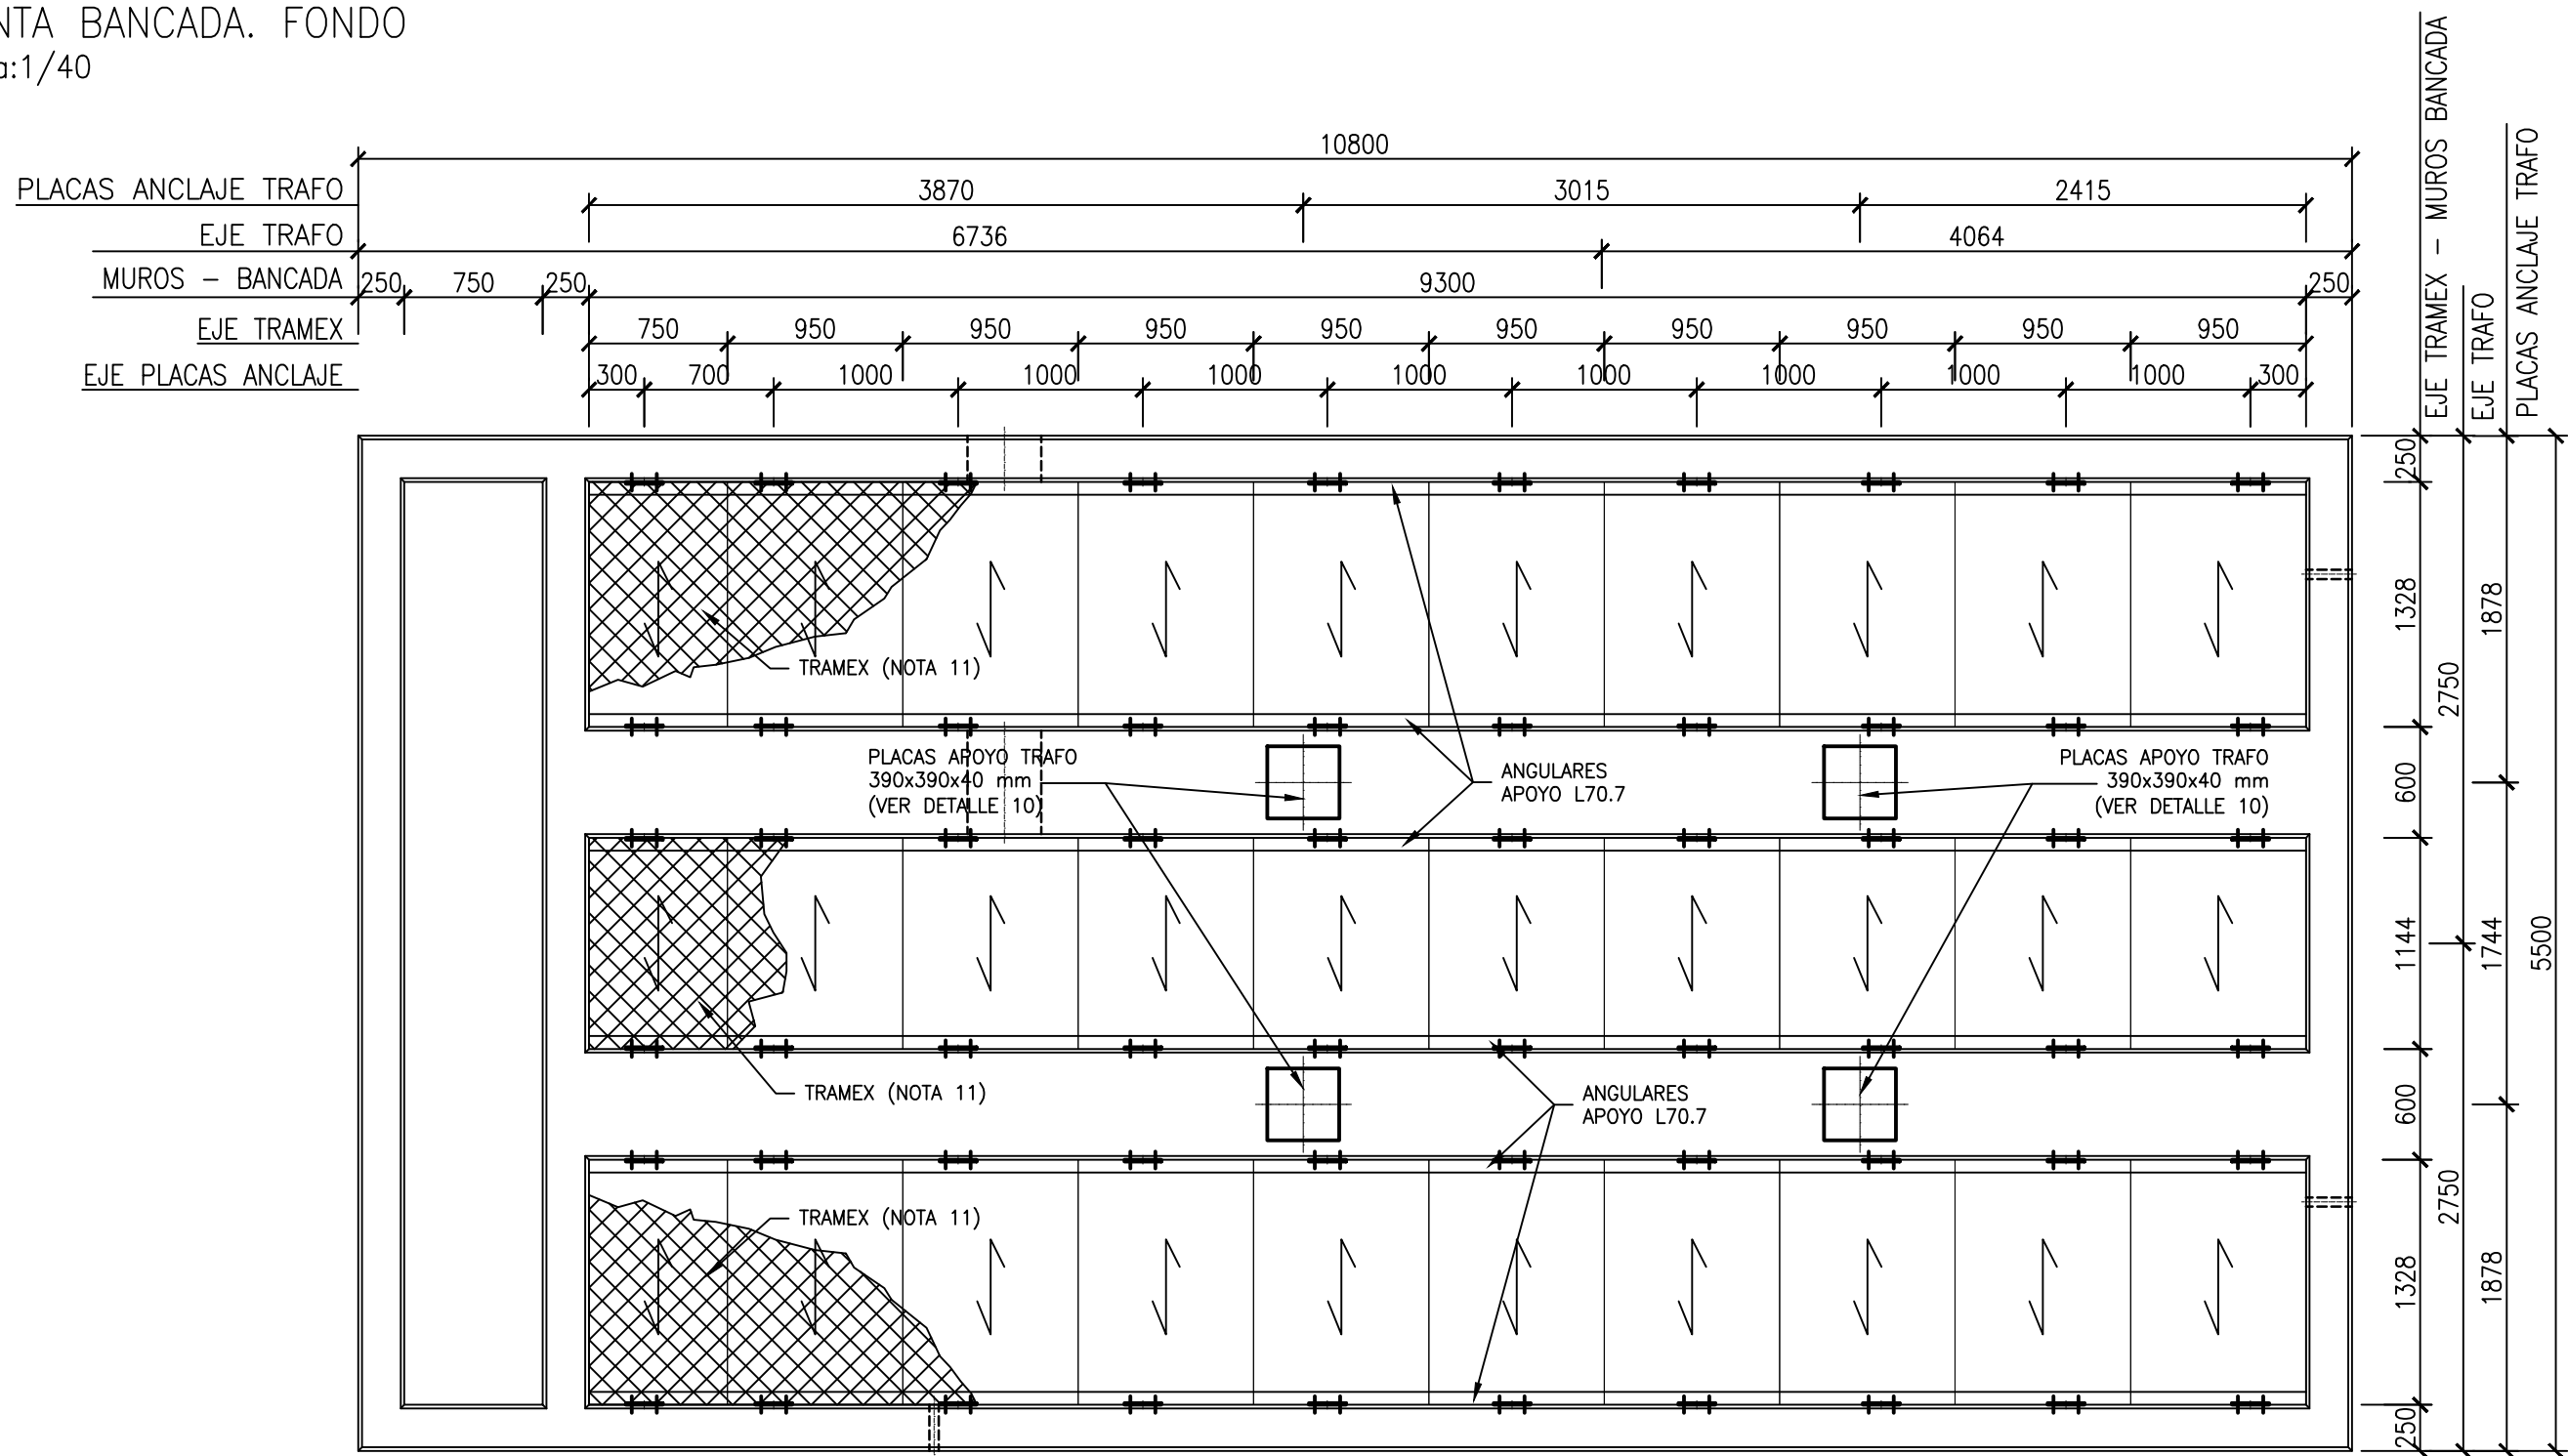 NTA BANCADA. FONDO
a:1/40
10800
PLACAS ANCLAJE TRAFO
3870
3015
2415
EJE TRAFO
6736
4064
MUROS - BANCADA
250
750
250
9300
250
EJE TRAMEX
750
950
950
950
950
950
950
950
950
950
EJE PLACAS ANCLAJE
300
700
1000
1000
1000
1000
1000
1000
1000
1000
300
EJE TRAMEX - MUROS BANCADA
EJE TRAFO
PLACAS ANCLAJE TRAFO
250
1328
600
1144
600
1328
250
2750
2750
1878
1744
1878
5500
TRAMEX (NOTA 11)
PLACAS APOYO TRAFO
390x390x40 mm
(VER DETALLE 10)
ANGULARES
APOYO L70.7
PLACAS APOYO TRAFO
390x390x40 mm
(VER DETALLE 10)
TRAMEX (NOTA 11)
ANGULARES
APOYO L70.7
TRAMEX (NOTA 11)